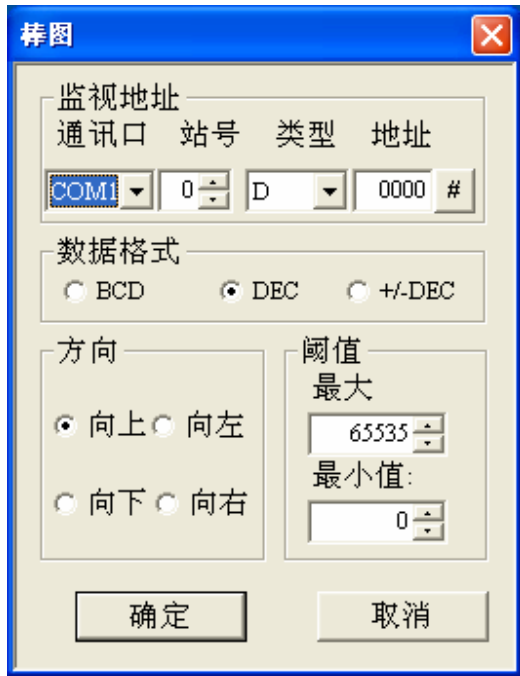 棒图
监视地址
通讯口 站号 类型 地址
COM1 0 D 0000 #
数据格式
BCD DEC +/-DEC
方向
向上 向左
向下 向右
阈值
最大
65535
最小值:
0
确定 取消